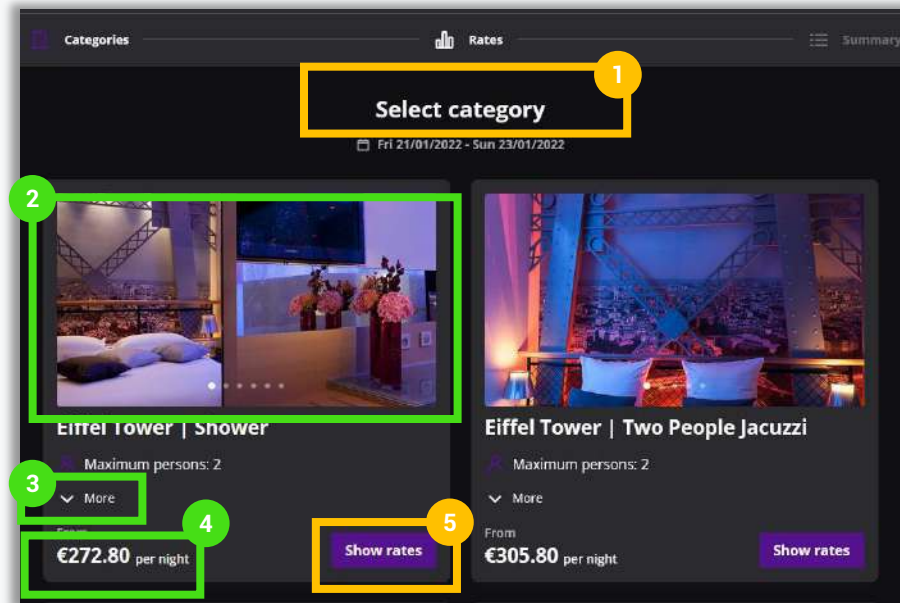 Categories
Rates
Summary
1
Select category
Fri 21/01/2022 - Sun 23/01/2022
2
Eiffel Tower | Shower
Maximum persons: 2
3
More
4
From
€272.80 per night
5
Show rates
Eiffel Tower | Two People Jacuzzi
Maximum persons: 2
More
From
€305.80 per night
Show rates